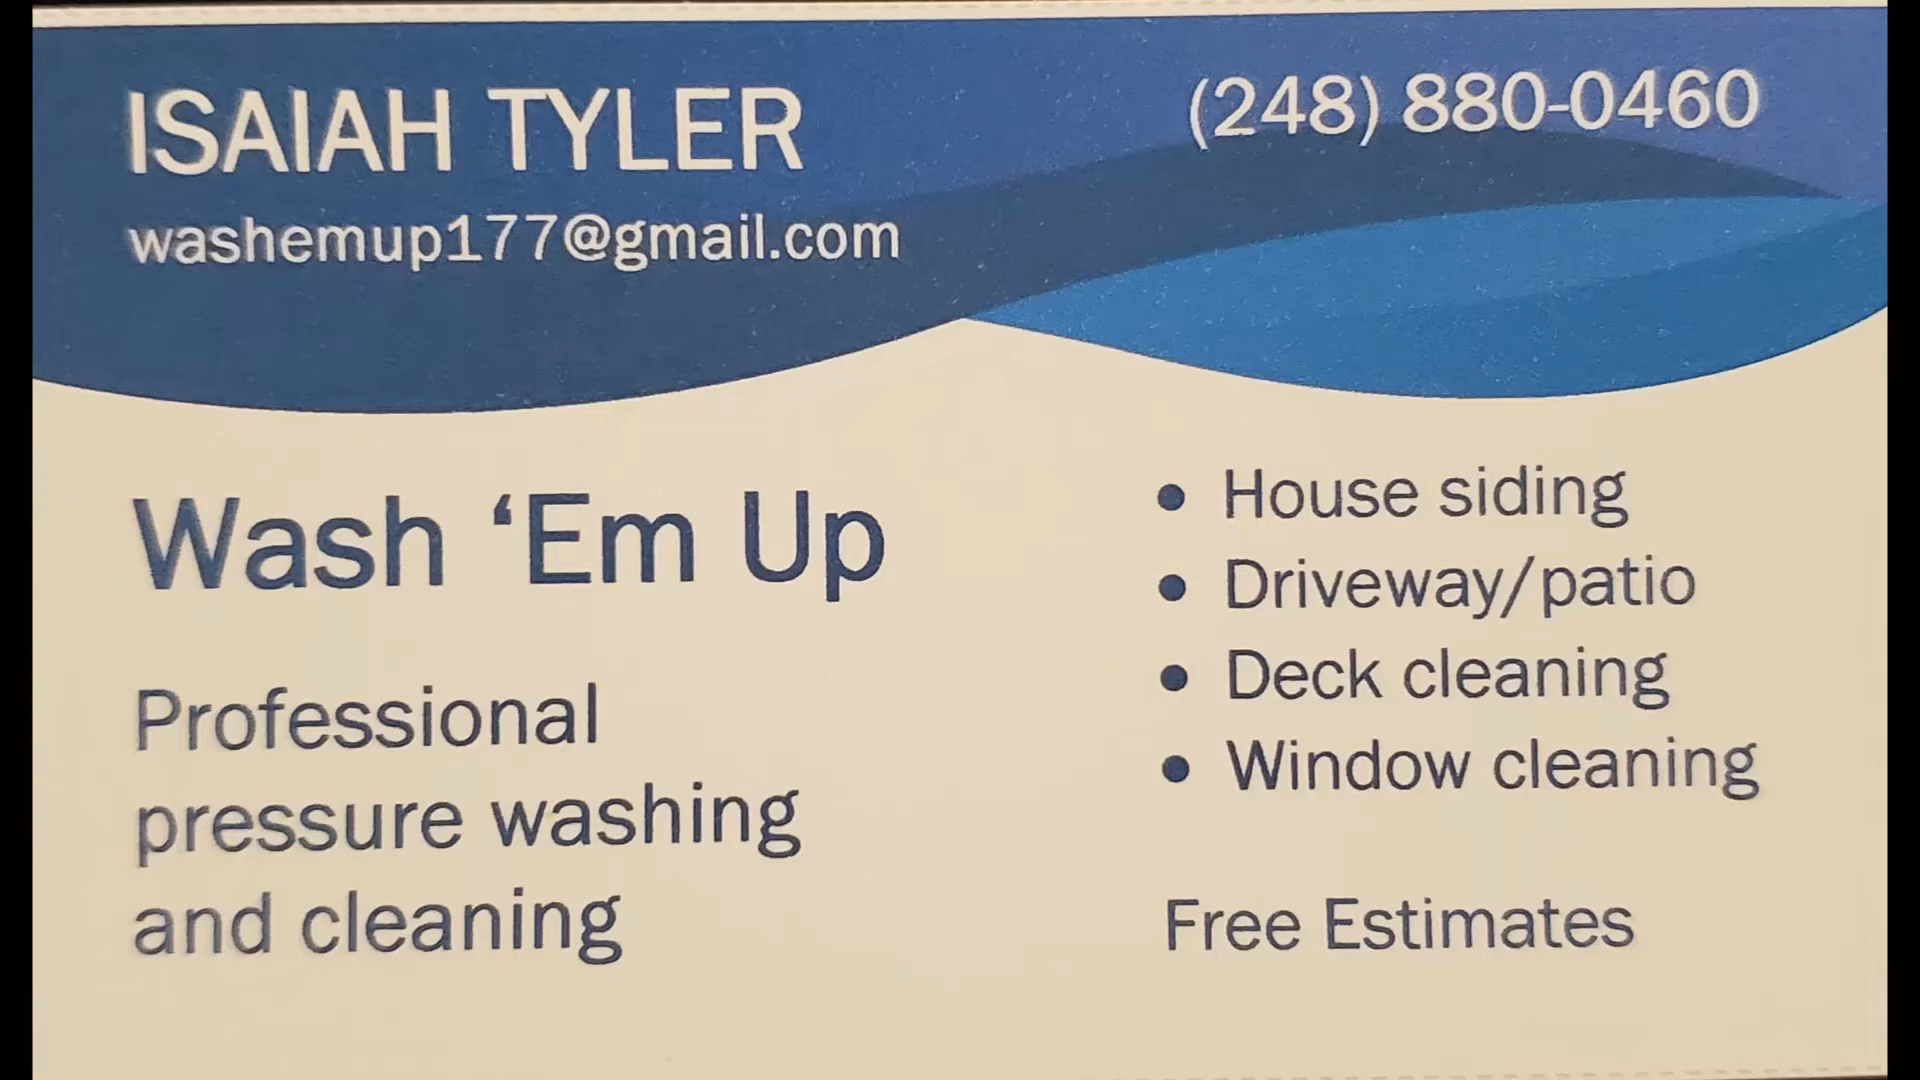 ISAIAH TYLER
(248) 880-0460
washemup177@gmail.com
Wash ‘Em Up
Professional
pressure washing
and cleaning
• House siding
• Driveway/patio
• Deck cleaning
• Window cleaning
Free Estimates